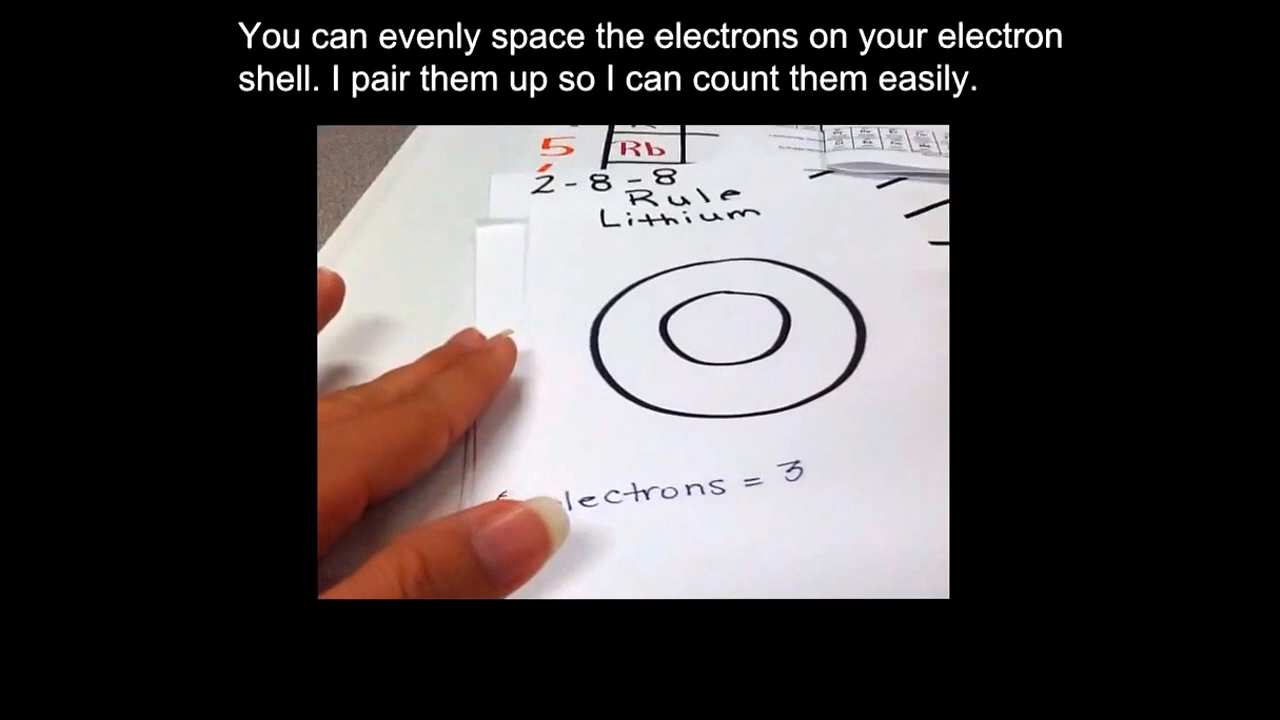 You can evenly space the electrons on your electron
shell. I pair them up so I can count them easily.
5 Rb
2-8-8
Rule
Lithium
lectrons = 3